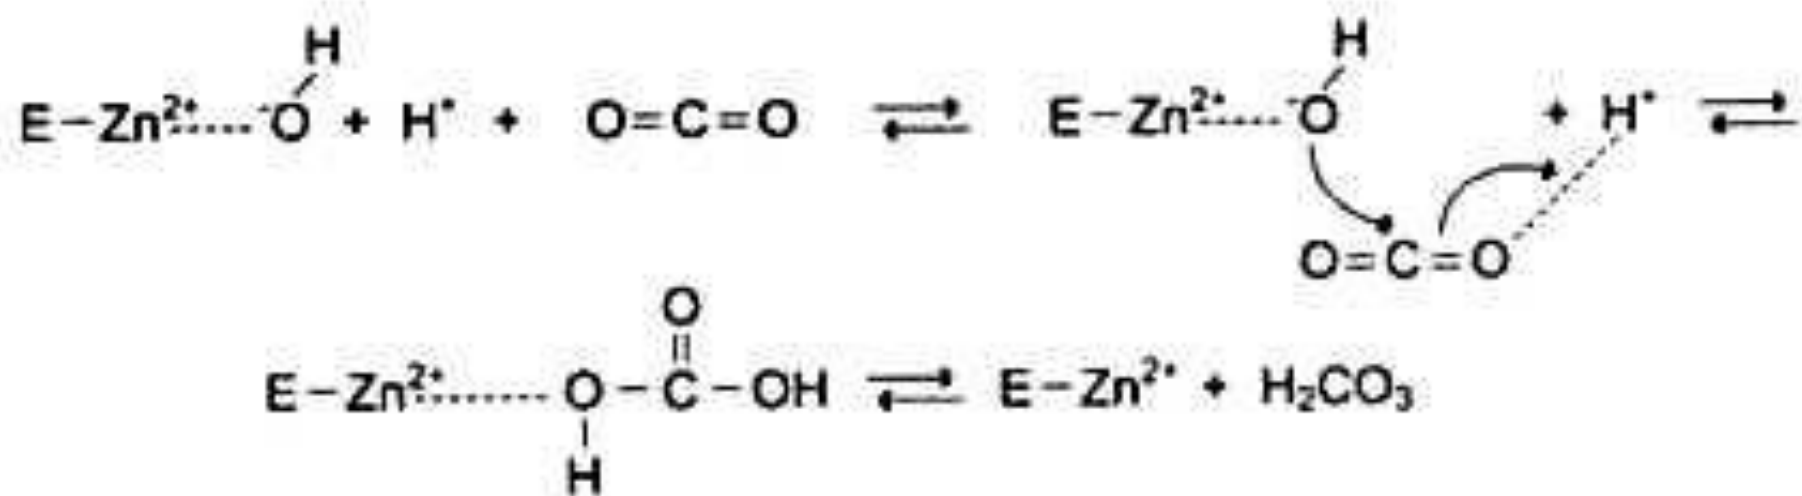 E–Zn²⁺......⁻O–H + H⁺ + O=C=O ⇌ E–Zn²⁺......⁻O–H + H⁺ ⇌
O=C=O
E–Zn²⁺.........O(–H)–C(=O)–OH ⇌ E–Zn²⁺ + H₂CO₃